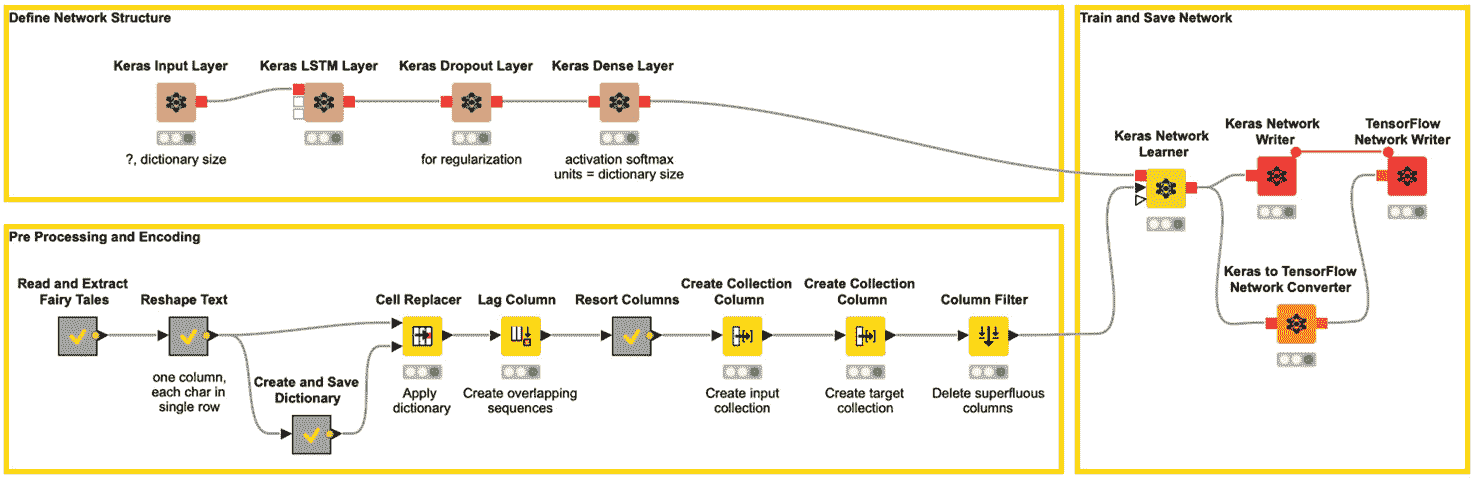 Define Network Structure
Keras Input Layer
?, dictionary size
Keras LSTM Layer
Keras Dropout Layer
for regularization
Keras Dense Layer
activation softmax
units = dictionary size
Pre Processing and Encoding
Read and Extract
Fairy Tales
Reshape Text
one column,
each char in
single row
Create and Save
Dictionary
Cell Replacer
Apply
dictionary
Lag Column
Create overlapping
sequences
Resort Columns
Create Collection
Column
Create input
collection
Create Collection
Column
Create target
collection
Column Filter
Delete superfluous
columns
Train and Save Network
Keras Network
Learner
Keras Network
Writer
TensorFlow
Network Writer
Keras to TensorFlow
Network Converter